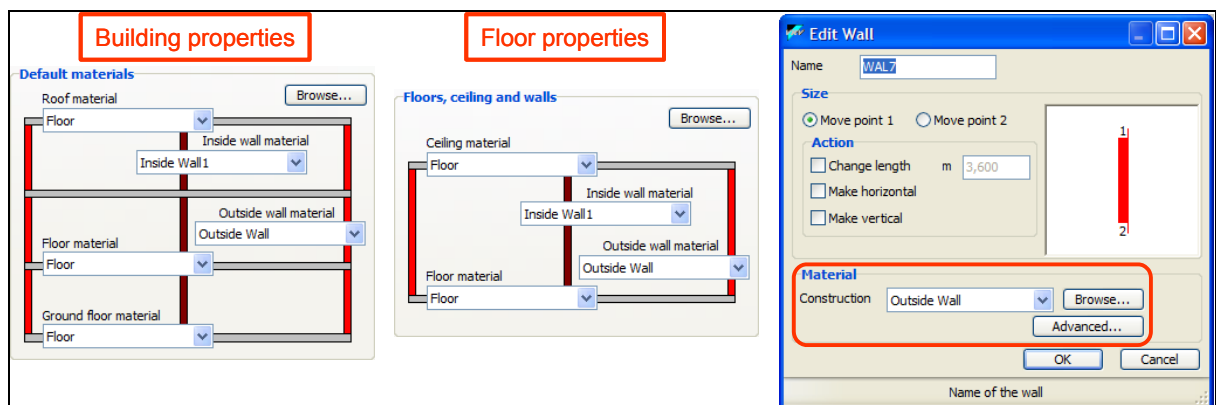 Building properties
Default materials
Roof material
Browse...
Floor
Inside wall material
Inside Wall1
Outside wall material
Outside Wall
Floor material
Floor
Ground floor material
Floor
Floor properties
Floors, ceiling and walls
Browse...
Ceiling material
Floor
Inside wall material
Inside Wall1
Outside wall material
Outside Wall
Floor material
Floor
Edit Wall
Name WAL7
Size
Move point 1 Move point 2
Action
Change length m 3,600
Make horizontal
Make vertical
1
2
Material
Construction Outside Wall Browse...
Advanced...
OK Cancel
Name of the wall